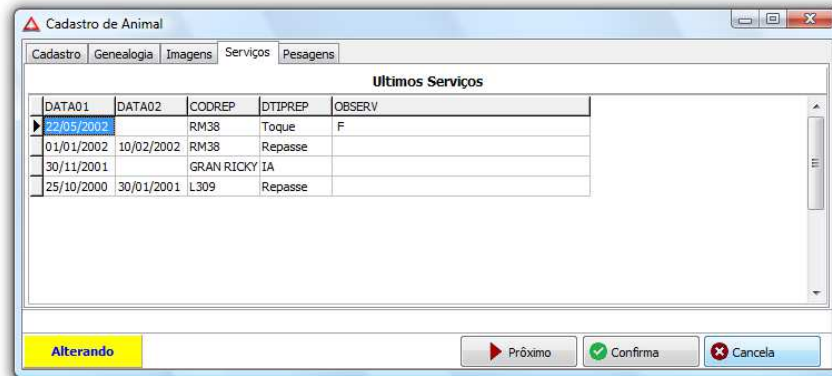 Cadastro de Animal
Cadastro Genealogia Imagens Serviços Pesagens
Ultimos Serviços
DATA01 DATA02 CODREP DTIPREP OBSERV
22/05/2002 RM38 Toque F
01/01/2002 10/02/2002 RM38 Repasse
30/11/2001 GRAN RICKY IA
25/10/2000 30/01/2001 L309 Repasse
Alterando Prôximo Confirma Cancela